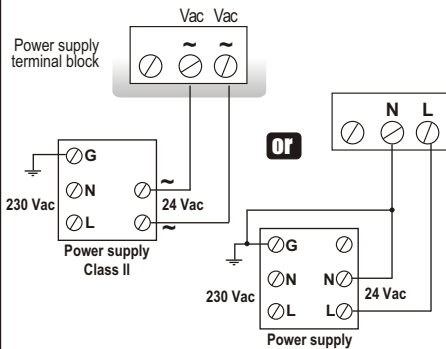 Vac Vac
Power supply
terminal block
~ ~
G
N
L
230 Vac
~
24 Vac
~
Power supply
Class II
or
N L
G
N
L
230 Vac
N
L
24 Vac
Power supply